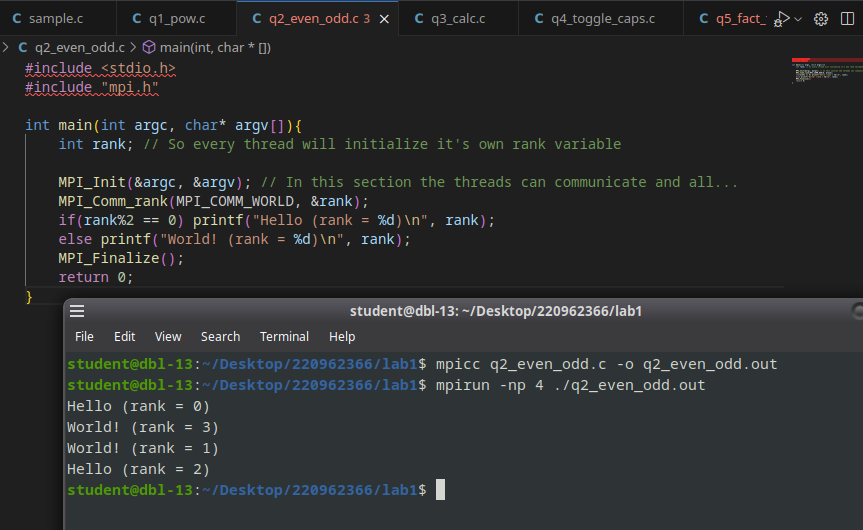 sample.c q1_pow.c q2_even_odd.c 3 q3_calc.c q4_toggle_caps.c q5_fact_
q2_even_odd.c > main(int, char * [])
#include <stdio.h>
#include "mpi.h"
int main(int argc, char* argv[]){
int rank; // So every thread will initialize it's own rank variable
MPI_Init(&argc, &argv); // In this section the threads can communicate and all...
MPI_Comm_rank(MPI_COMM_WORLD, &rank);
if(rank%2 == 0) printf("Hello (rank = %d)\n", rank);
else printf("World! (rank = %d)\n", rank);
MPI_Finalize();
return 0;
}
student@dbl-13: ~/Desktop/220962366/lab1
File Edit View Search Terminal Help
student@dbl-13:~/Desktop/220962366/lab1$ mpicc q2_even_odd.c -o q2_even_odd.out
student@dbl-13:~/Desktop/220962366/lab1$ mpirun -np 4 ./q2_even_odd.out
Hello (rank = 0)
World! (rank = 3)
World! (rank = 1)
Hello (rank = 2)
student@dbl-13:~/Desktop/220962366/lab1$